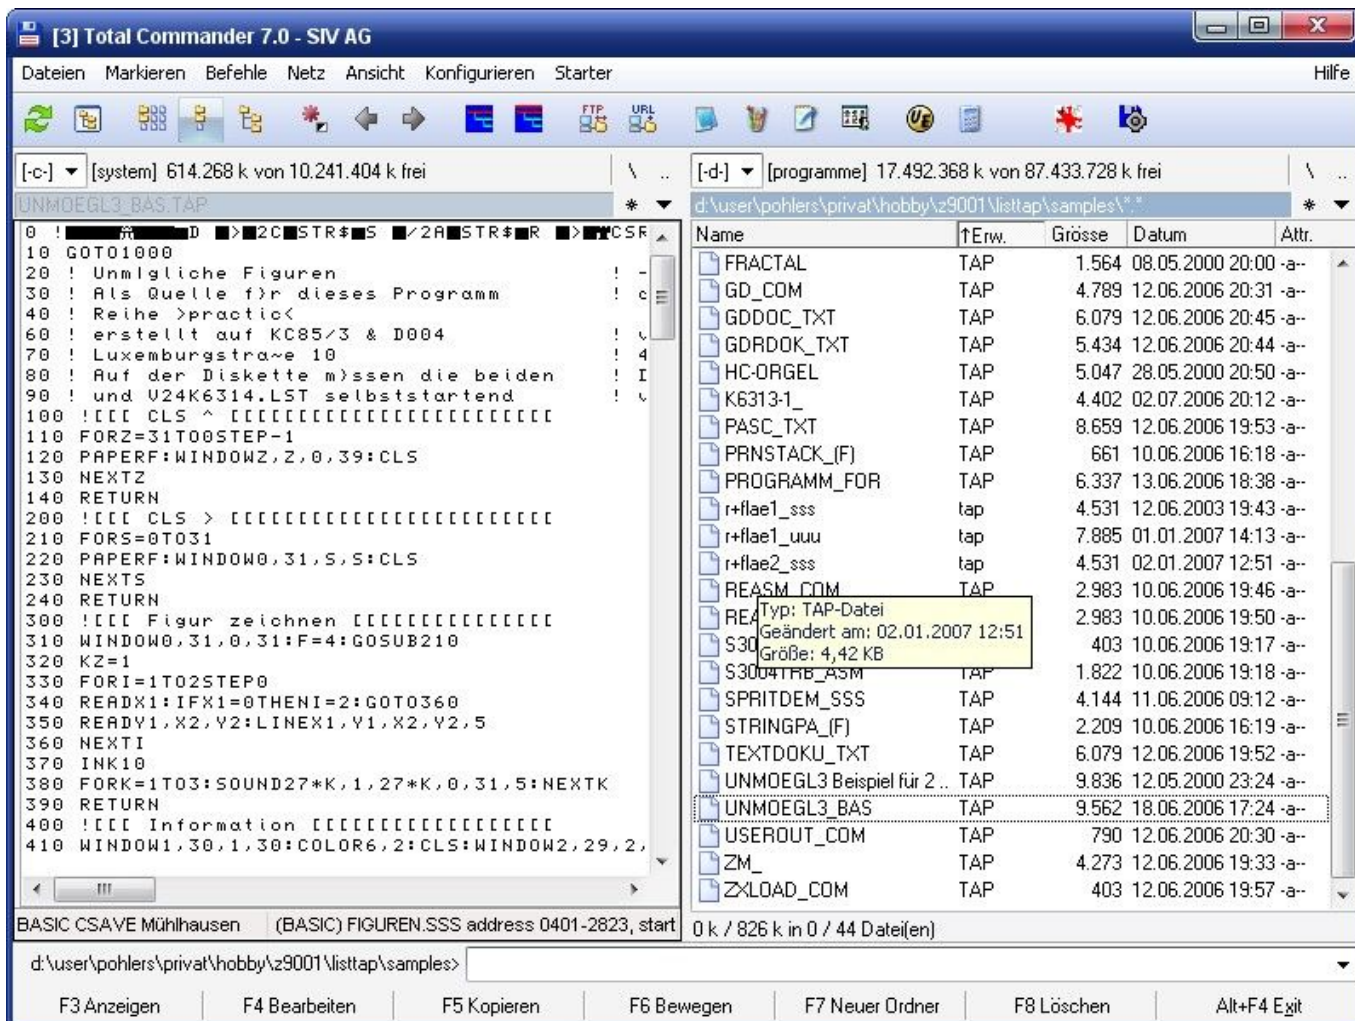 [3] Total Commander 7.0 - SIV AG
Dateien Markieren Befehle Netz Ansicht Konfigurieren Starter Hilfe
FTP URL
[-c-] [system] 614.268 k von 10.241.404 k frei \ ..
UNMOEGL3_BAS.TAP * 
0 ! D >2C STR$ S /2A STR$ R > CSR
10 GOTO1000
20 ! Unm|gliche Figuren ! -
30 ! Als Quelle f}r dieses Programm ! c
40 ! Reihe >practic<
60 ! erstellt auf KC85/3 & D004 ! v
70 ! Luxemburgstra~e 10 ! 4
80 ! Auf der Diskette m}ssen die beiden ! I
90 ! und V24K6314.LST selbststartend ! v
100 ![[[ CLS ^ [[[[[[[[[[[[[[[[[[[[[[[[
110 FORZ=31TO0STEP-1
120 PAPERF:WINDOWZ,Z,0,39:CLS
130 NEXTZ
140 RETURN
200 ![[[ CLS > [[[[[[[[[[[[[[[[[[[[[[[[
210 FORS=0TO31
220 PAPERF:WINDOW0,31,S,S:CLS
230 NEXTS
240 RETURN
300 ![[[ Figur zeichnen [[[[[[[[[[[[[[[
310 WINDOW0,31,0,31:F=4:GOSUB210
320 KZ=1
330 FORI=1TO2STEP0
340 READX1:IFX1=0THENI=2:GOTO360
350 READY1,X2,Y2:LINEX1,Y1,X2,Y2,5
360 NEXTI
370 INK10
380 FORK=1TO3:SOUND27*K,1,27*K,0,31,5:NEXTK
390 RETURN
400 ![[[ Information [[[[[[[[[[[[[[[[[[
410 WINDOW1,30,1,30:COLOR6,2:CLS:WINDOW2,29,2,
BASIC CSAVE Mühlhausen (BASIC) FIGUREN.SSS address 0401-2823, start
[-d-] [programme] 17.492.368 k von 87.433.728 k frei \ ..
d:\user\pohlers\privat\hobby\z9001\listtap\samples\*.* *
Name ↑Erw. Grösse Datum Attr.
FRACTAL TAP 1.564 08.05.2000 20:00 -a--
GD_COM TAP 4.789 12.06.2006 20:31 -a--
GDDOC_TXT TAP 6.079 12.06.2006 20:45 -a--
GDRDOK_TXT TAP 5.434 12.06.2006 20:44 -a--
HC-ORGEL TAP 5.047 28.05.2000 20:50 -a--
K6313-1_ TAP 4.402 02.07.2006 20:12 -a--
PASC_TXT TAP 8.659 12.06.2006 19:53 -a--
PRNSTACK_(F) TAP 661 10.06.2006 16:18 -a--
PROGRAMM_FOR TAP 6.337 13.06.2006 18:38 -a--
r+flae1_sss tap 4.531 12.06.2003 19:43 -a--
r+flae1_uuu tap 7.885 01.01.2007 14:13 -a--
r+flae2_sss tap 4.531 02.01.2007 12:51 -a--
REASM_COM TAP 2.983 10.06.2006 19:46 -a--
REA 2.983 10.06.2006 19:50 -a--
S30 403 10.06.2006 19:17 -a--
S3004TRB_ASM TAP 1.822 10.06.2006 19:18 -a--
Typ: TAP-Datei
Geändert am: 02.01.2007 12:51
Größe: 4,42 KB
SPRITDEM_SSS TAP 4.144 11.06.2006 09:12 -a--
STRINGPA_(F) TAP 2.209 10.06.2006 16:19 -a--
TEXTDOKU_TXT TAP 6.079 12.06.2006 19:52 -a--
UNMOEGL3 Beispiel für 2 .. TAP 9.836 12.05.2000 23:24 -a--
UNMOEGL3_BAS TAP 9.562 18.06.2006 17:24 -a--
USEROUT_COM TAP 790 12.06.2006 20:30 -a--
ZM_ TAP 4.273 12.06.2006 19:33 -a--
ZXLOAD_COM TAP 403 12.06.2006 19:57 -a--
0 k / 826 k in 0 / 44 Datei(en)
d:\user\pohlers\privat\hobby\z9001\listtap\samples>
F3 Anzeigen F4 Bearbeiten F5 Kopieren F6 Bewegen F7 Neuer Ordner F8 Löschen Alt+F4 Exit